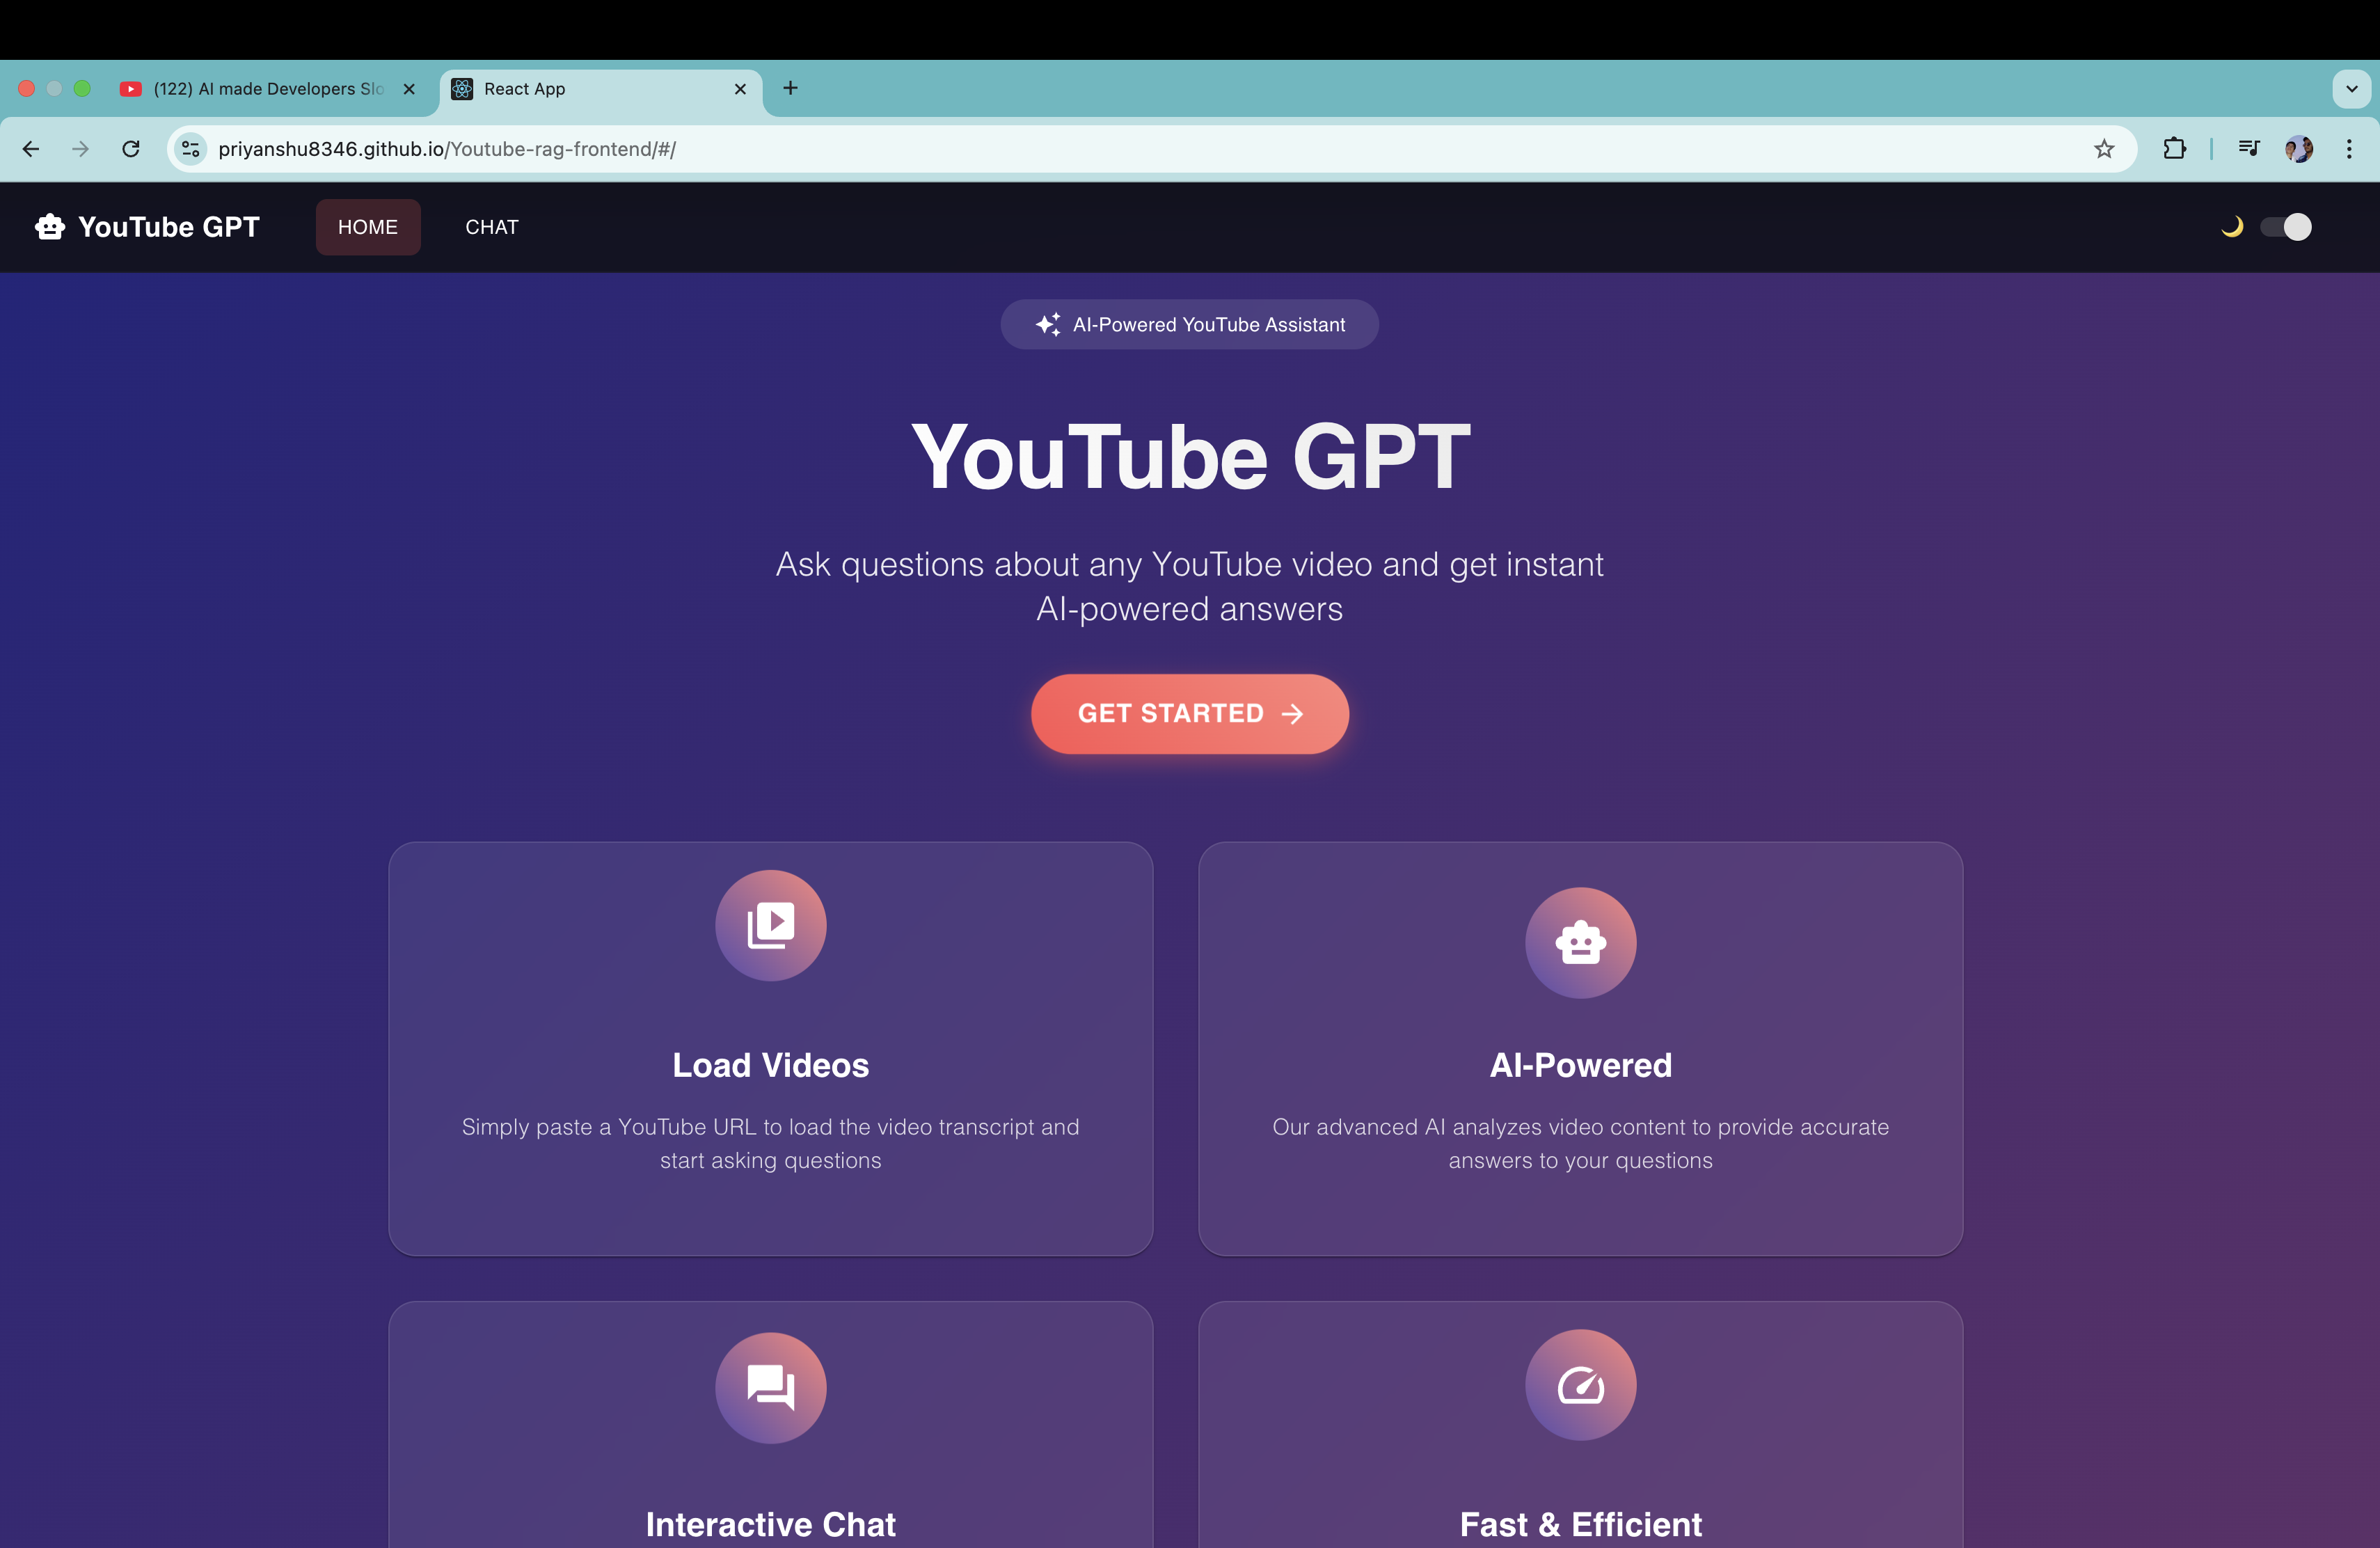 (122) AI made Developers Slo
React App
priyanshu8346.github.io/Youtube-rag-frontend/#/
YouTube GPT
HOME
CHAT
AI-Powered YouTube Assistant
YouTube GPT
Ask questions about any YouTube video and get instant
AI-powered answers
GET STARTED
Load Videos
Simply paste a YouTube URL to load the video transcript and
start asking questions
AI-Powered
Our advanced AI analyzes video content to provide accurate
answers to your questions
Interactive Chat
Fast & Efficient